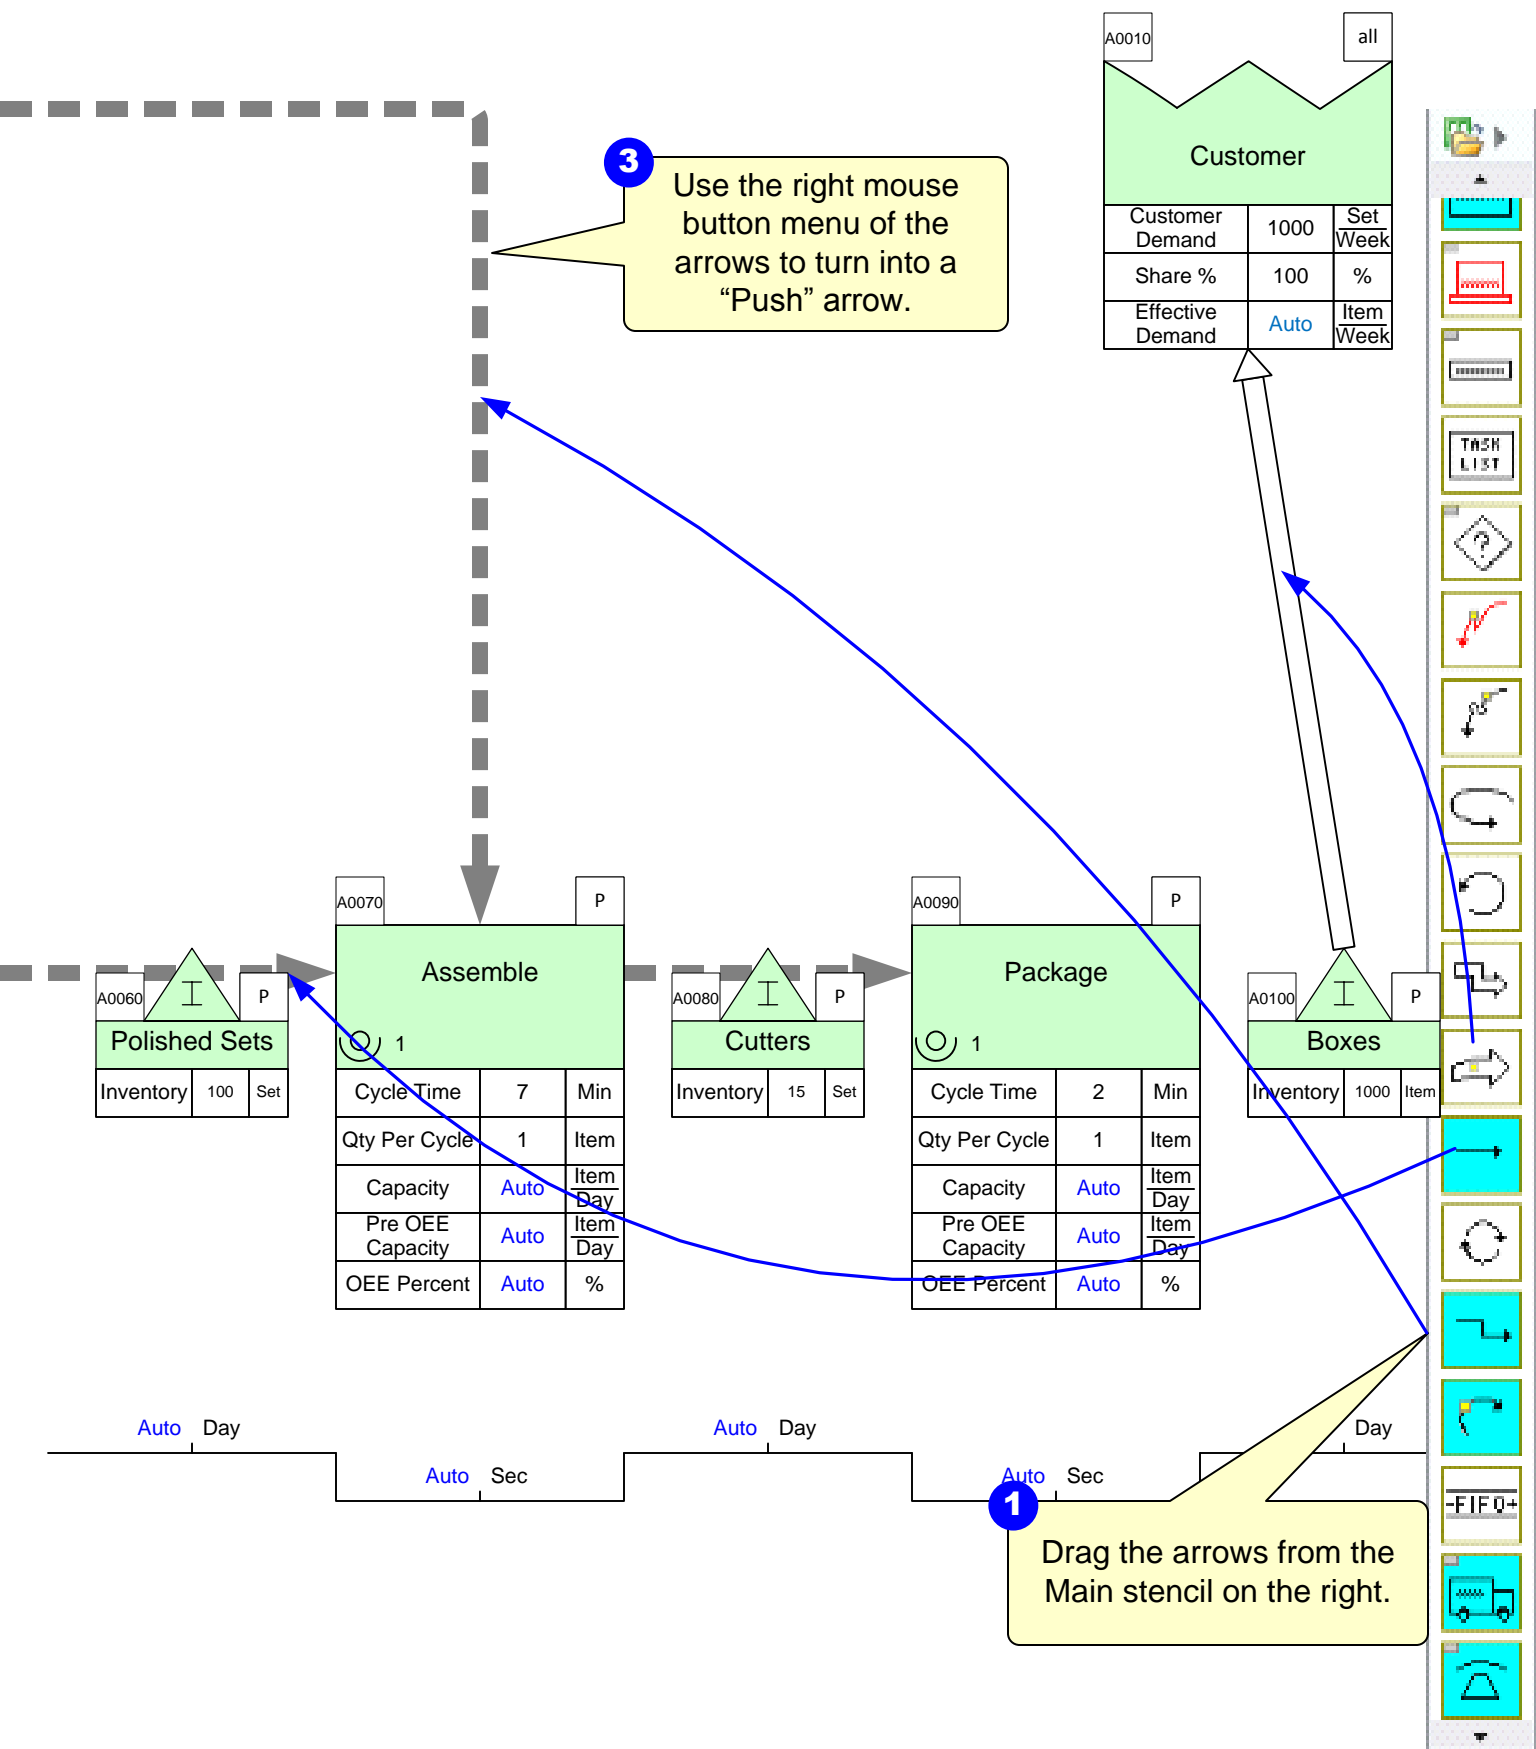 A0010
all
Customer
Customer Demand 1000 Set Week
Share % 100 %
Effective Demand Auto Item Week
3
Use the right mouse
button menu of the
arrows to turn into a
“Push” arrow.
TASK
LIST
?
A0060
I
P
Polished Sets
Inventory 100 Set
A0070
P
Assemble
1
Cycle Time 7 Min
Qty Per Cycle 1 Item
Capacity Auto Item Day
Pre OEE Capacity Auto Item Day
OEE Percent Auto %
A0080
I
P
Cutters
Inventory 15 Set
A0090
P
Package
1
Cycle Time 2 Min
Qty Per Cycle 1 Item
Capacity Auto Item Day
Pre OEE Capacity Auto Item Day
OEE Percent Auto %
A0100
I
P
Boxes
Inventory 1000 Item
Auto Day
Auto Sec
Auto Day
Auto Sec
Day
1
Drag the arrows from the
Main stencil on the right.
-FIFO→